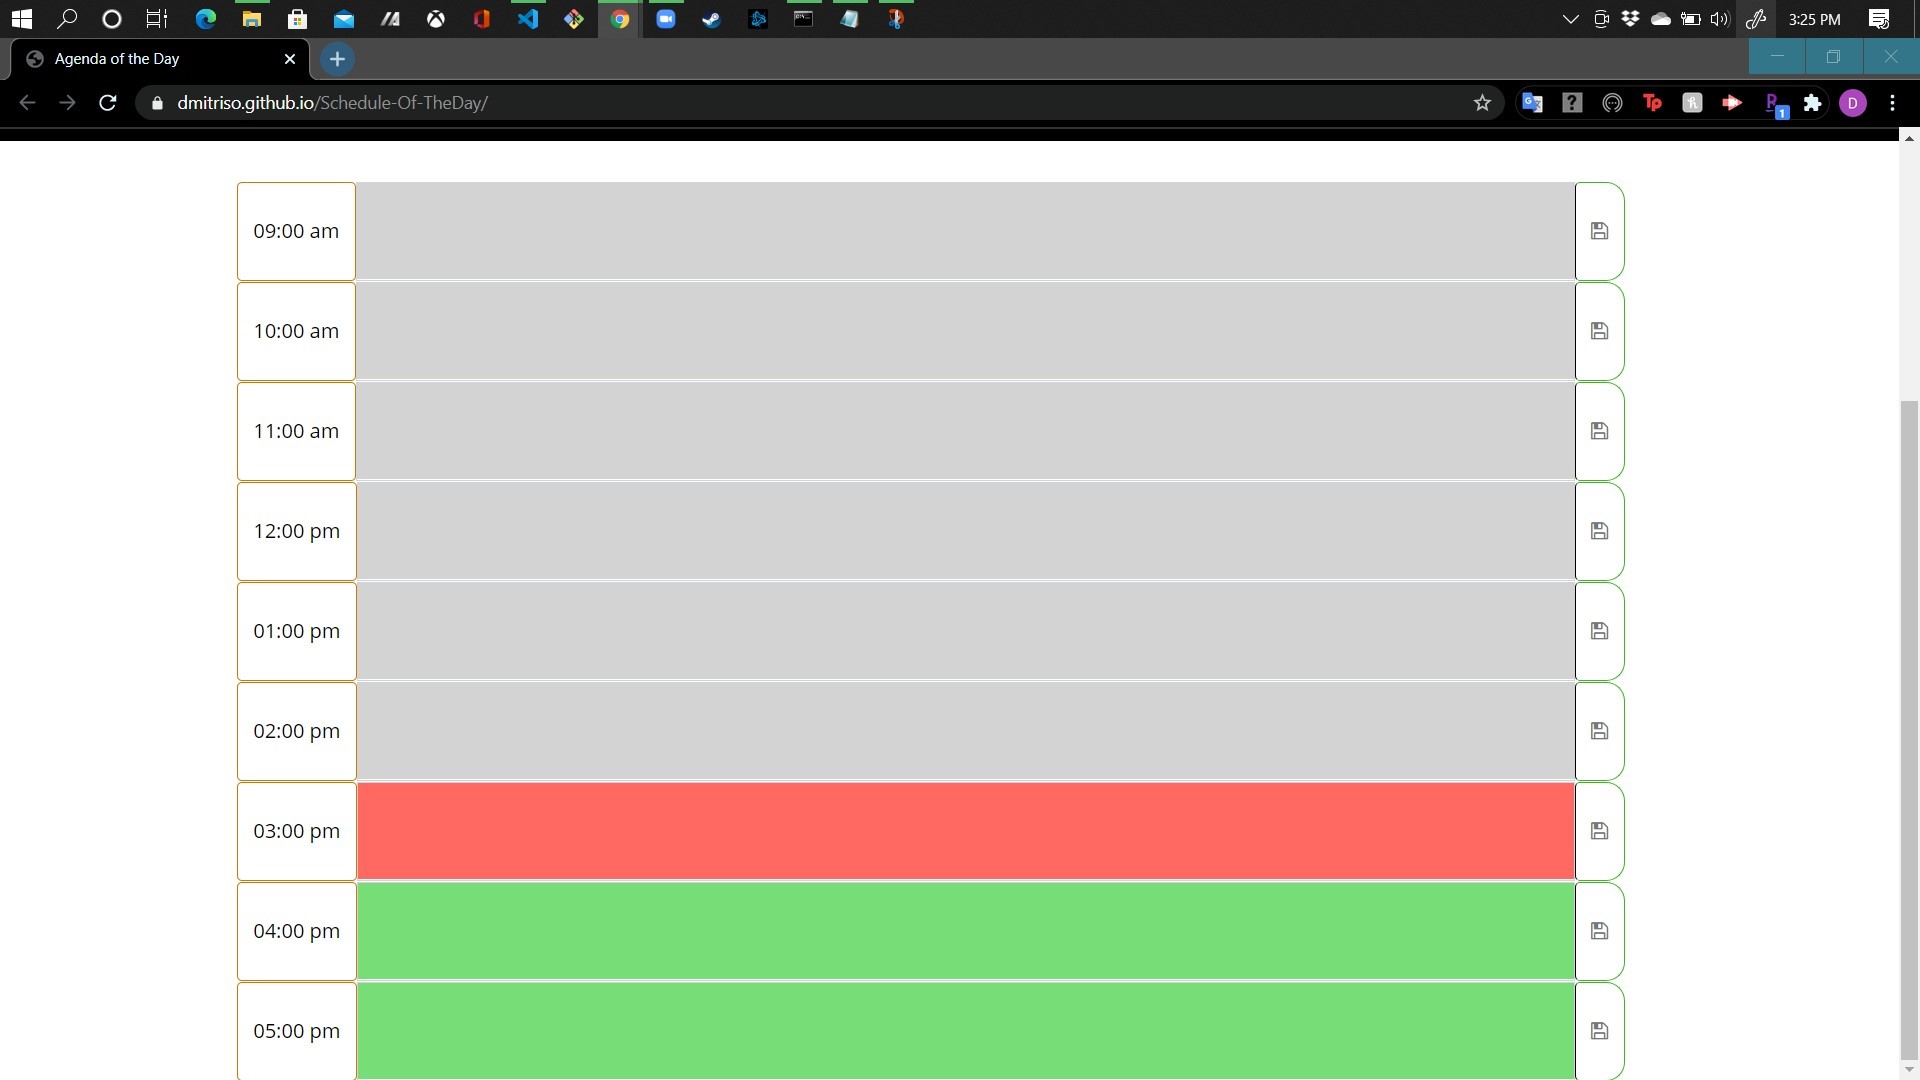 3:25 PM
Agenda of the Day
dmitriso.github.io/Schedule-Of-TheDay/
? Tp R 1 D
09:00 am
10:00 am
11:00 am
12:00 pm
01:00 pm
02:00 pm
03:00 pm
04:00 pm
05:00 pm